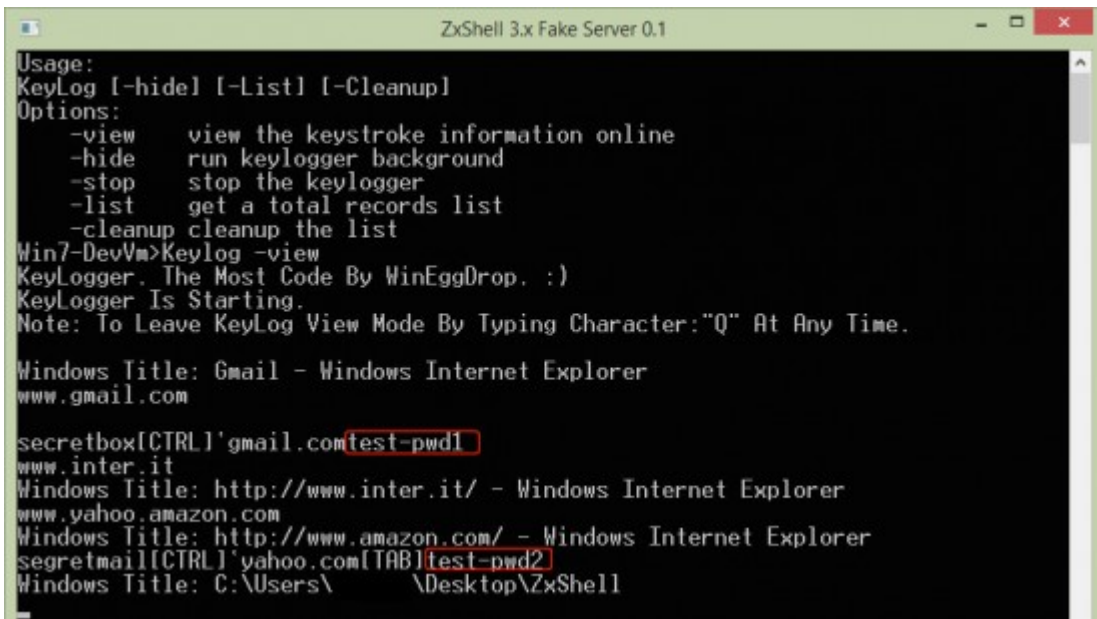 ZxShell 3.x Fake Server 0.1
Usage:
KeyLog [-hide] [-List] [-Cleanup]
Options:
-view view the keystroke information online
-hide run keylogger background
-stop stop the keylogger
-list get a total records list
-cleanup cleanup the list
Win7-DevVm>Keylog -view
KeyLogger. The Most Code By WinEggDrop. :)
KeyLogger Is Starting.
Note: To Leave KeyLog View Mode By Typing Character:"Q" At Any Time.
Windows Title: Gmail - Windows Internet Explorer
www.gmail.com
secretbox[CTRL]'gmail.comtest-pwd1
www.inter.it
Windows Title: http://www.inter.it/ - Windows Internet Explorer
www.yahoo.amazon.com
Windows Title: http://www.amazon.com/ - Windows Internet Explorer
segretmail[CTRL]'yahoo.com[TAB]test-pwd2
Windows Title: C:\Users\ \Desktop\ZxShell